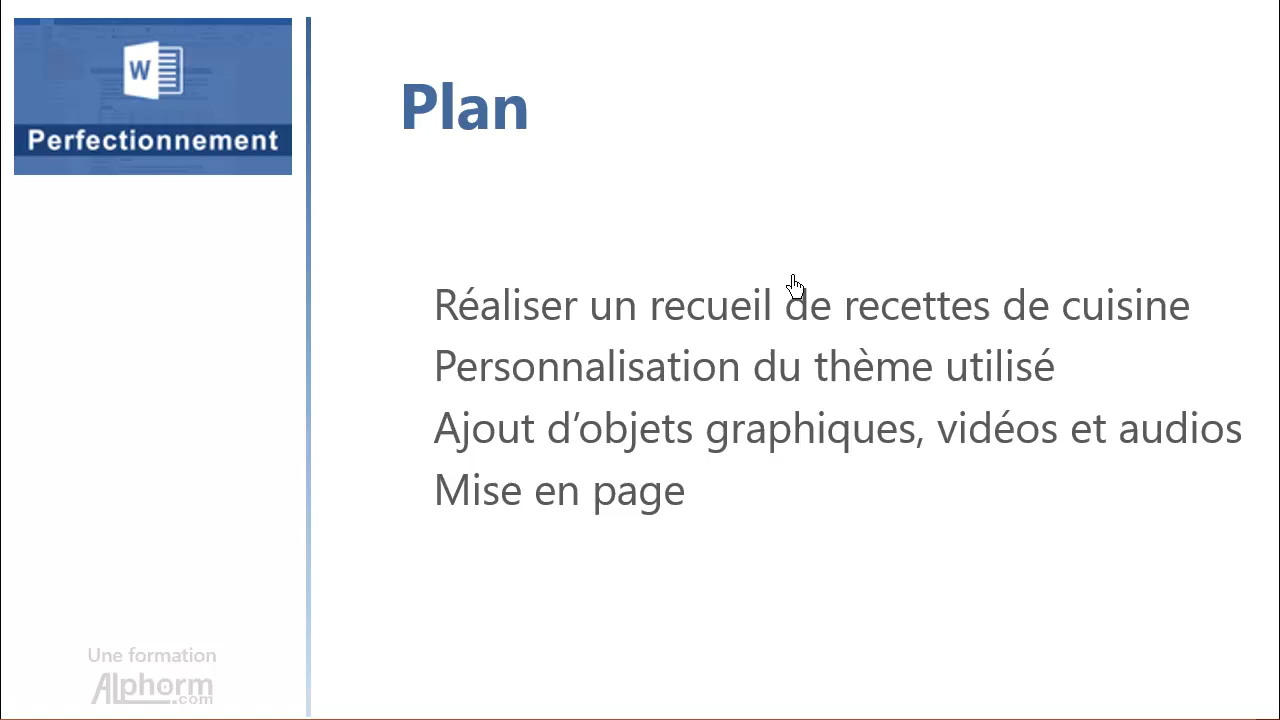 W
Perfectionnement
Plan
Réaliser un recueil de recettes de cuisine
Personnalisation du thème utilisé
Ajout d’objets graphiques, vidéos et audios
Mise en page
Une formation
Alphorm
.com